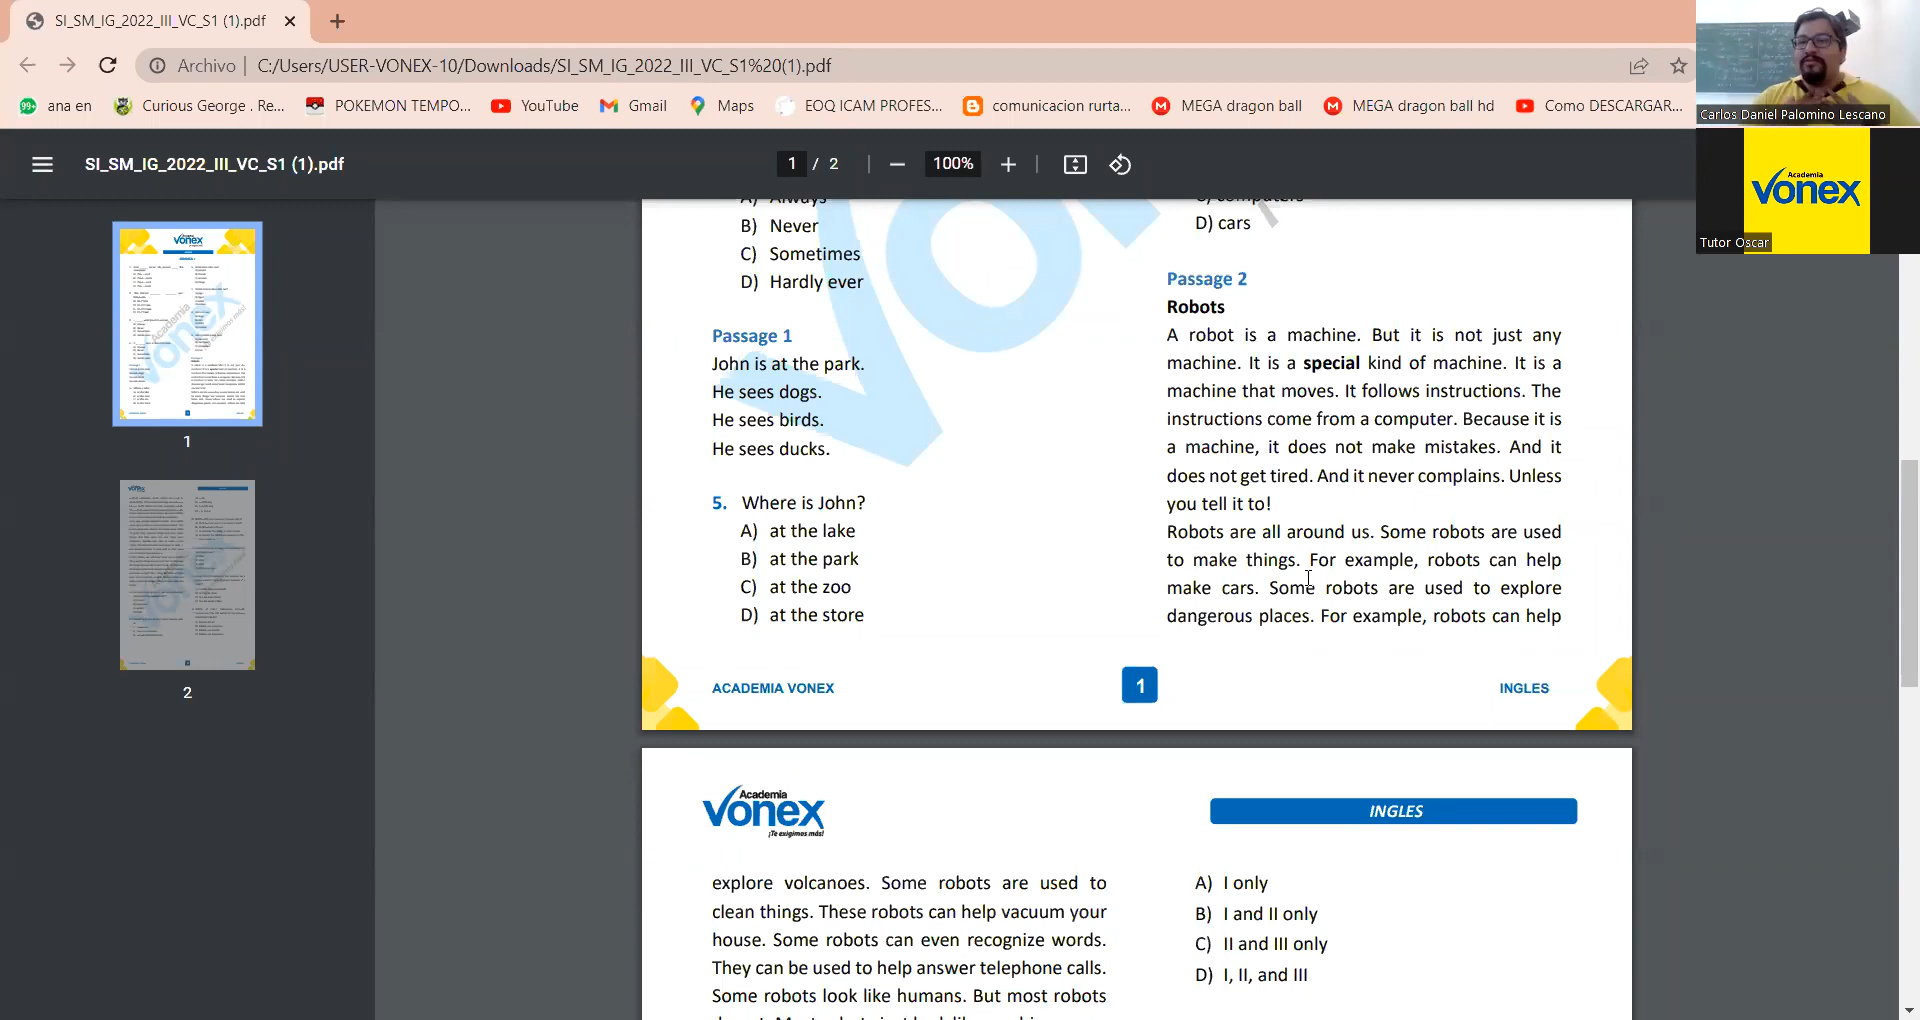 SI_SM_IG_2022_III_VC_S1 (1).pdf
Archivo
C:/Users/USER-VONEX-10/Downloads/SI_SM_IG_2022_III_VC_S1%20(1).pdf
99+
ana en
Curious George . Re...
POKEMON TEMPO...
YouTube
Gmail
Maps
EOQ ICAM PROFES...
comunicacion rurta...
MEGA dragon ball
MEGA dragon ball hd
Como DESCARGAR...
Carlos Daniel Palomino Lescano
Academia
vonex
Tutor Oscar
SI_SM_IG_2022_III_VC_S1 (1).pdf
1 / 2
100%
1
2
A) Always
B) Never
C) Sometimes
D) Hardly ever
Passage 1
John is at the park.
He sees dogs.
He sees birds.
He sees ducks.
5. Where is John?
A) at the lake
B) at the park
C) at the zoo
D) at the store
C) computers
D) cars
Passage 2
Robots
A robot is a machine. But it is not just any
machine. It is a special kind of machine. It is a
machine that moves. It follows instructions. The
instructions come from a computer. Because it is
a machine, it does not make mistakes. And it
does not get tired. And it never complains. Unless
you tell it to!
Robots are all around us. Some robots are used
to make things. For example, robots can help
make cars. Some robots are used to explore
dangerous places. For example, robots can help
ACADEMIA VONEX
1
INGLES
Academia
vonex
¡Te exigimos más!
INGLES
explore volcanoes. Some robots are used to
clean things. These robots can help vacuum your
house. Some robots can even recognize words.
They can be used to help answer telephone calls.
Some robots look like humans. But most robots
A) I only
B) I and II only
C) II and III only
D) I, II, and III